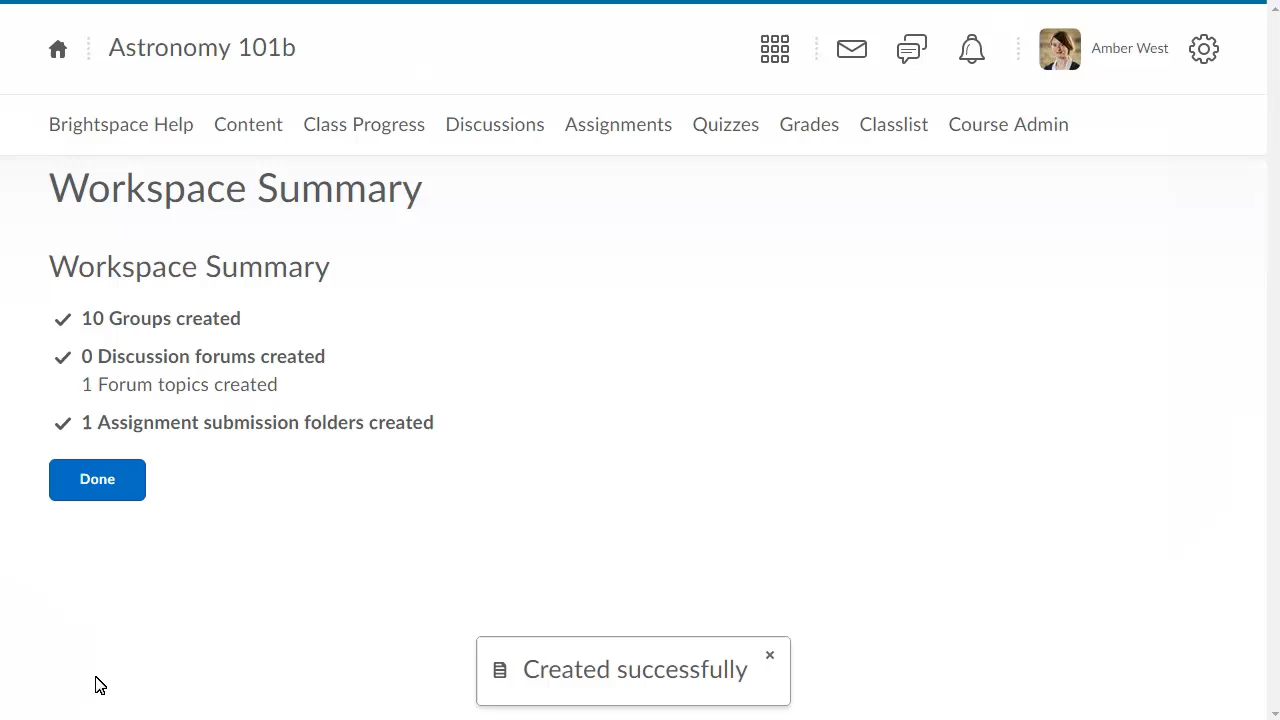 Astronomy 101b
Amber West
Brightspace Help Content Class Progress Discussions Assignments Quizzes Grades Classlist Course Admin
Workspace Summary
Workspace Summary
10 Groups created
0 Discussion forums created
1 Forum topics created
1 Assignment submission folders created
Done
Created successfully